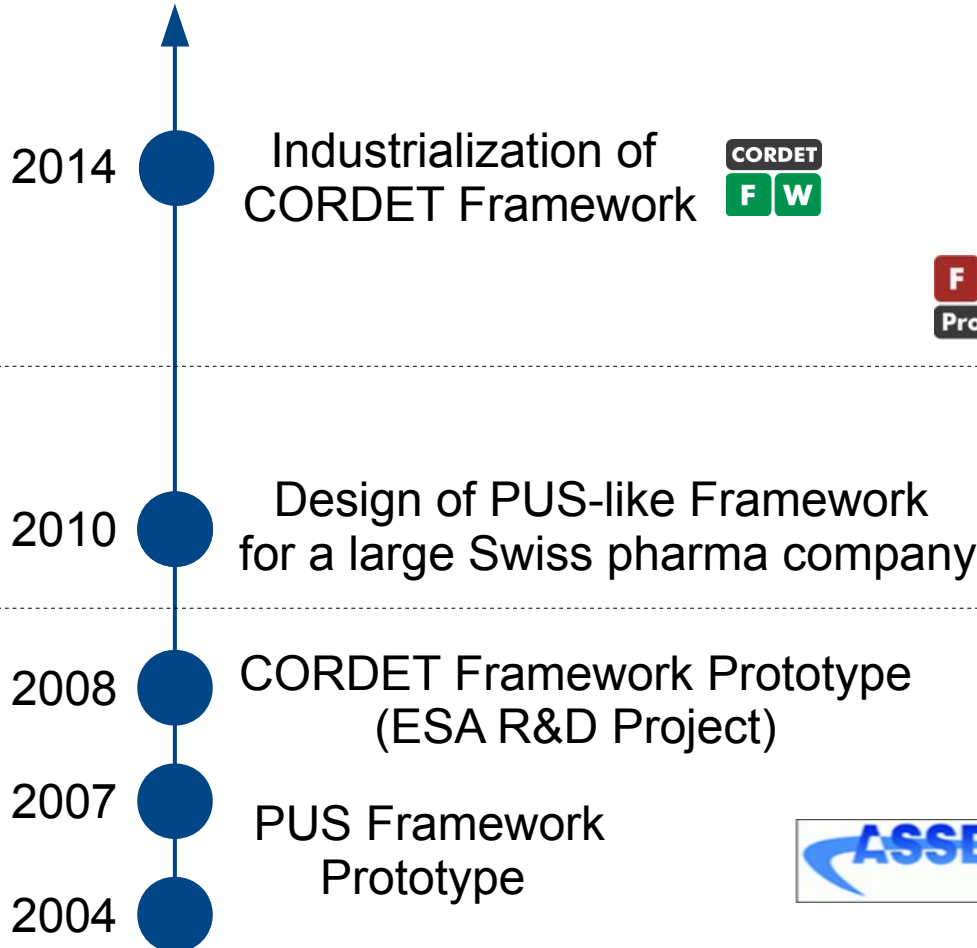 2014
Industrialization of
CORDET Framework
CORDET
F W
F
2010
Design of PUS-like Framework
for a large Swiss pharma company
2008
CORDET Framework Prototype
(ESA R&D Project)
2007
PUS Framework
Prototype
2004